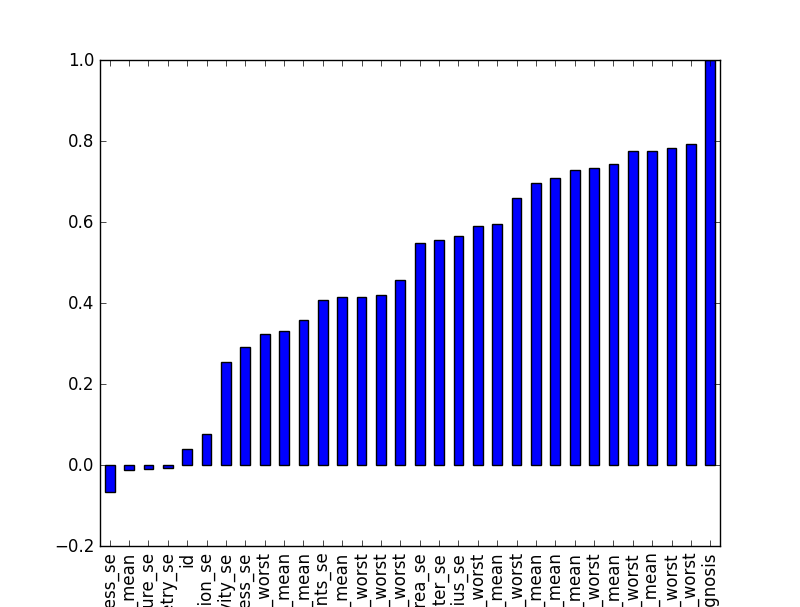 1.0
0.8
0.6
0.4
0.2
0.0
−0.2
ess_se
_mean
ure_se
etry_se
id
ion_se
vity_se
ess_se
_worst
_mean
_mean
nts_se
_mean
_worst
_worst
_worst
rea_se
ter_se
ius_se
_worst
_mean
_worst
_mean
_mean
_mean
_worst
_mean
_worst
_mean
_worst
_worst
gnosis